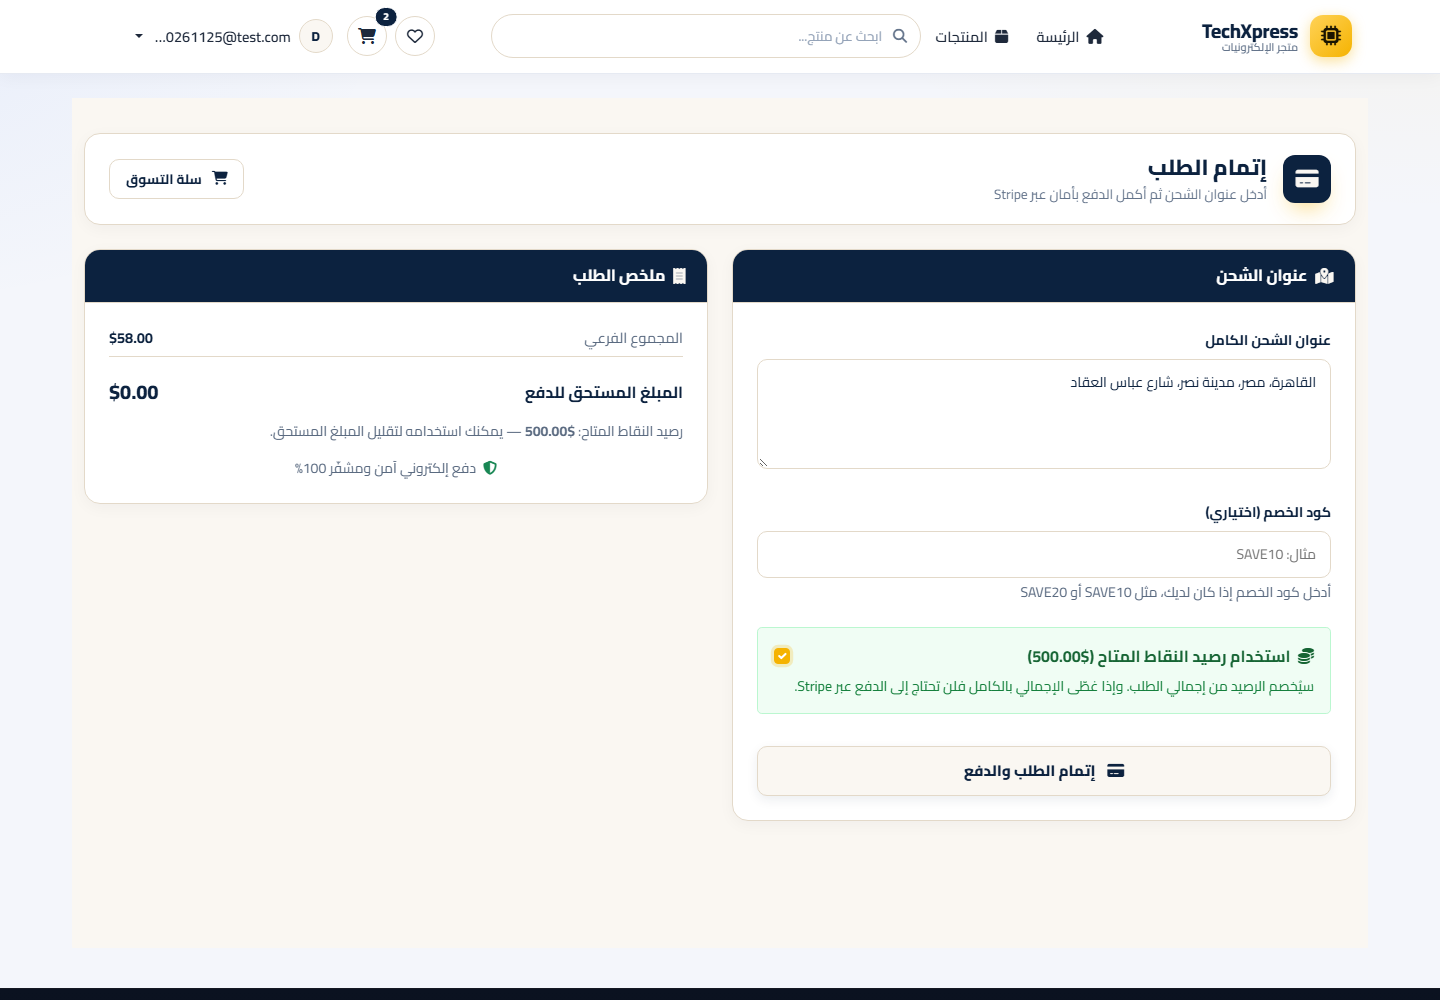 TechXpress
متجر الإلكترونيات
الرئيسة
المنتجات
ابحث عن منتج...
2
D
...0261125@test.com
إتمام الطلب
أدخل عنوان الشحن ثم أكمل الدفع بأمان عبر Stripe
سلة التسوق
عنوان الشحن
عنوان الشحن الكامل
القاهرة، مصر، مدينة نصر، شارع عباس العقاد
كود الخصم (اختياري)
مثال: SAVE10
أدخل كود الخصم إذا كان لديك، مثل SAVE10 أو SAVE20
استخدام رصيد النقاط المتاح (500.00$)
سيُخصم الرصيد من إجمالي الطلب. وإذا غطّى الإجمالي بالكامل فلن تحتاج إلى الدفع عبر Stripe.
إتمام الطلب والدفع
ملخص الطلب
المجموع الفرعي
$58.00
المبلغ المستحق للدفع
$0.00
رصيد النقاط المتاح: 500.00$ — يمكنك استخدامه لتقليل المبلغ المستحق.
دفع إلكتروني آمن ومشفّر 100%